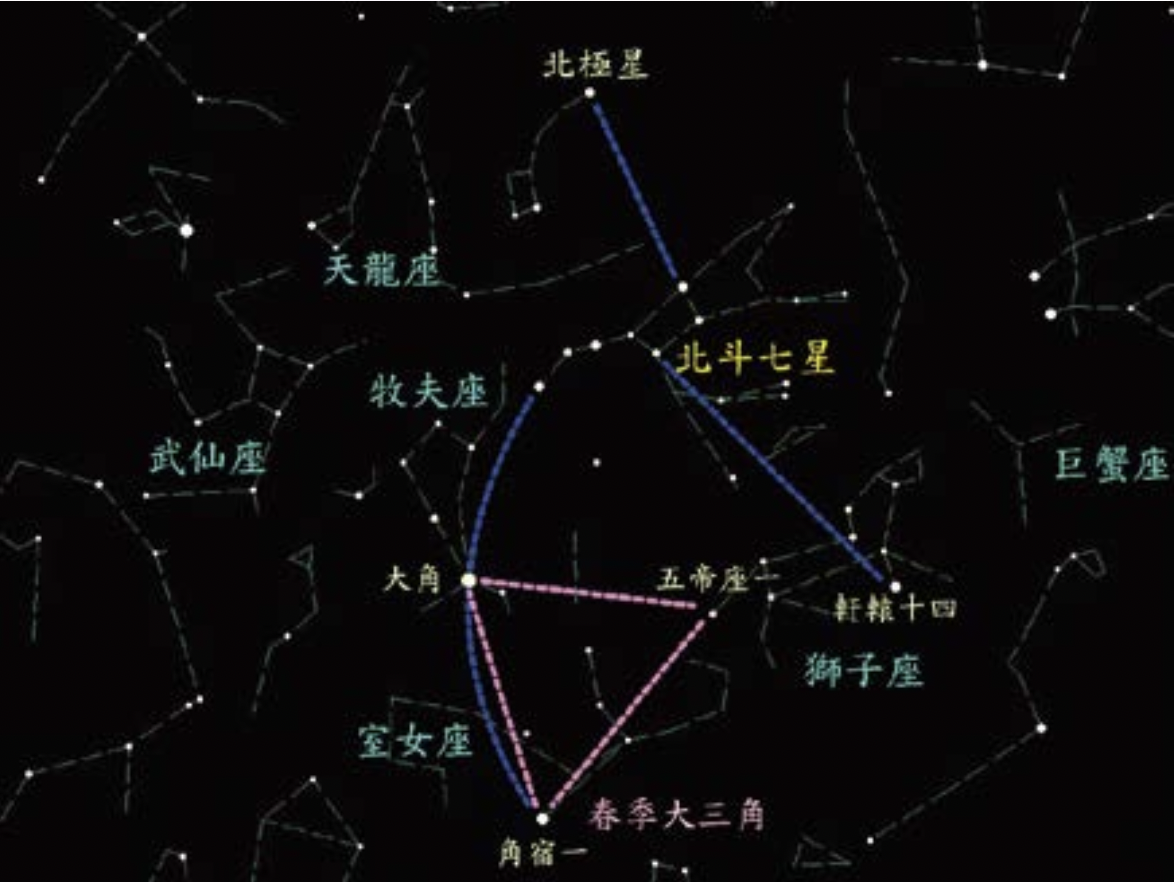 北極星
天龍座
北斗七星
牧夫座
武仙座
巨蟹座
大角
五帝座一
軒轅十四
獅子座
室女座
春季大三角
角宿一